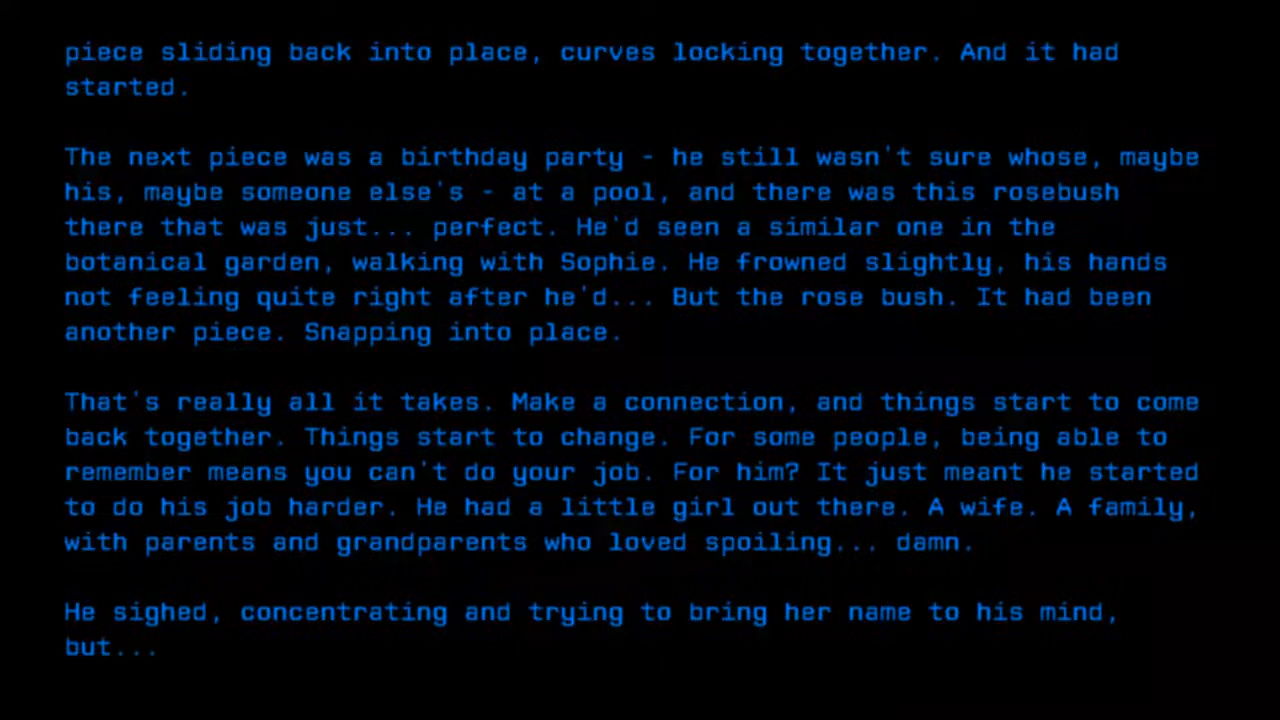 piece sliding back into place, curves locking together. And it had
started.
The next piece was a birthday party - he still wasn't sure whose, maybe
his, maybe someone else's - at a pool, and there was this rosebush
there that was just... perfect. He'd seen a similar one in the
botanical garden, walking with Sophie. He frowned slightly, his hands
not feeling quite right after he'd... But the rose bush. It had been
another piece. Snapping into place.
That's really all it takes. Make a connection, and things start to come
back together. Things start to change. For some people, being able to
remember means you can't do your job. For him? It just meant he started
to do his job harder. He had a little girl out there. A wife. A family,
with parents and grandparents who loved spoiling... damn.
He sighed, concentrating and trying to bring her name to his mind,
but...